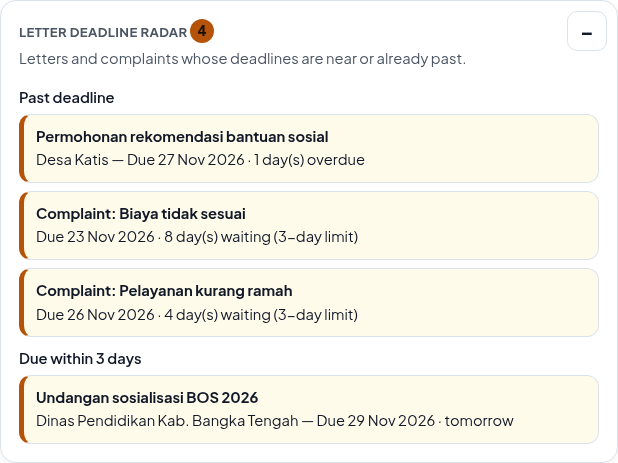 LETTER DEADLINE RADAR 4
–
Letters and complaints whose deadlines are near or already past.
Past deadline
Permohonan rekomendasi bantuan sosial
Desa Katis — Due 27 Nov 2026 · 1 day(s) overdue
Complaint: Biaya tidak sesuai
Due 23 Nov 2026 · 8 day(s) waiting (3–day limit)
Complaint: Pelayanan kurang ramah
Due 26 Nov 2026 · 4 day(s) waiting (3–day limit)
Due within 3 days
Undangan sosialisasi BOS 2026
Dinas Pendidikan Kab. Bangka Tengah — Due 29 Nov 2026 · tomorrow